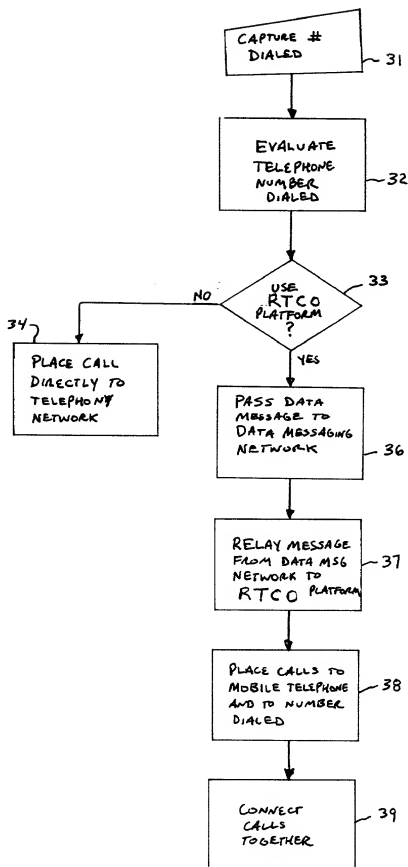 CAPTURE #
DIALED
31
EVALUATE
TELEPHONE
NUMBER
DIALED
32
USE
RTCO
PLATFORM
?
33
NO
YES
34
PLACE CALL
DIRECTLY TO
TELEPHONY
NETWORK
PASS DATA
MESSAGE TO
DATA MESSAGING
NETWORK
36
RELAY MESSAGE
FROM DATA MSG
NETWORK TO
RTCO PLATFORM
37
PLACE CALLS TO
MOBILE TELEPHONE
AND TO NUMBER
DIALED
38
CONNECT
CALLS
TOGETHER
39